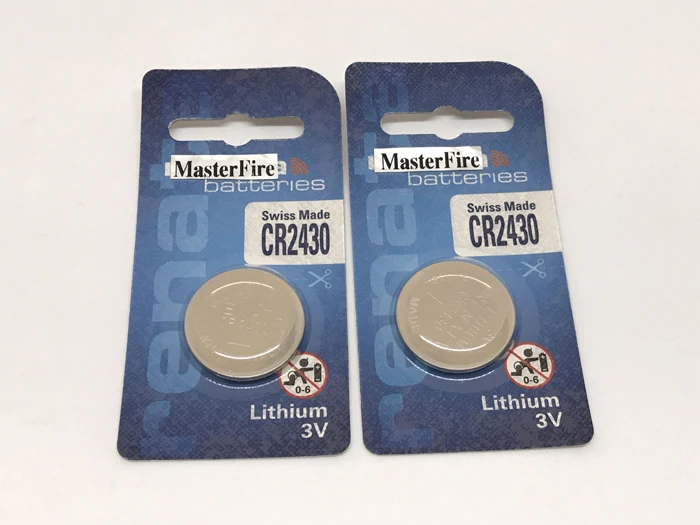 MasterFire
batteries
Swiss Made
CR2430
0-6
Lithium
3V
renata
MasterFire
batteries
Swiss Made
CR2430
0-6
Lithium
3V
renata